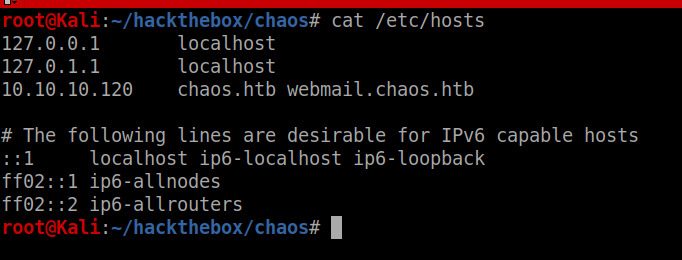 root@Kali:~/hackthebox/chaos# cat /etc/hosts
127.0.0.1       localhost
127.0.1.1       localhost
10.10.10.120    chaos.htb webmail.chaos.htb

# The following lines are desirable for IPv6 capable hosts
::1     localhost ip6-localhost ip6-loopback
ff02::1 ip6-allnodes
ff02::2 ip6-allrouters
root@Kali:~/hackthebox/chaos#